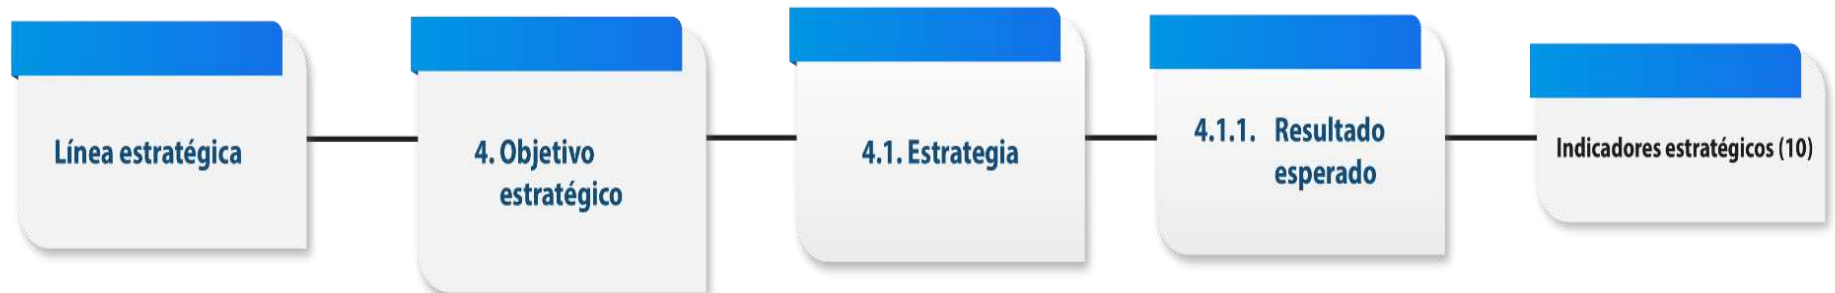 Línea estratégica
4. Objetivo
estratégico
4.1. Estrategia
4.1.1. Resultado
esperado
Indicadores estratégicos (10)